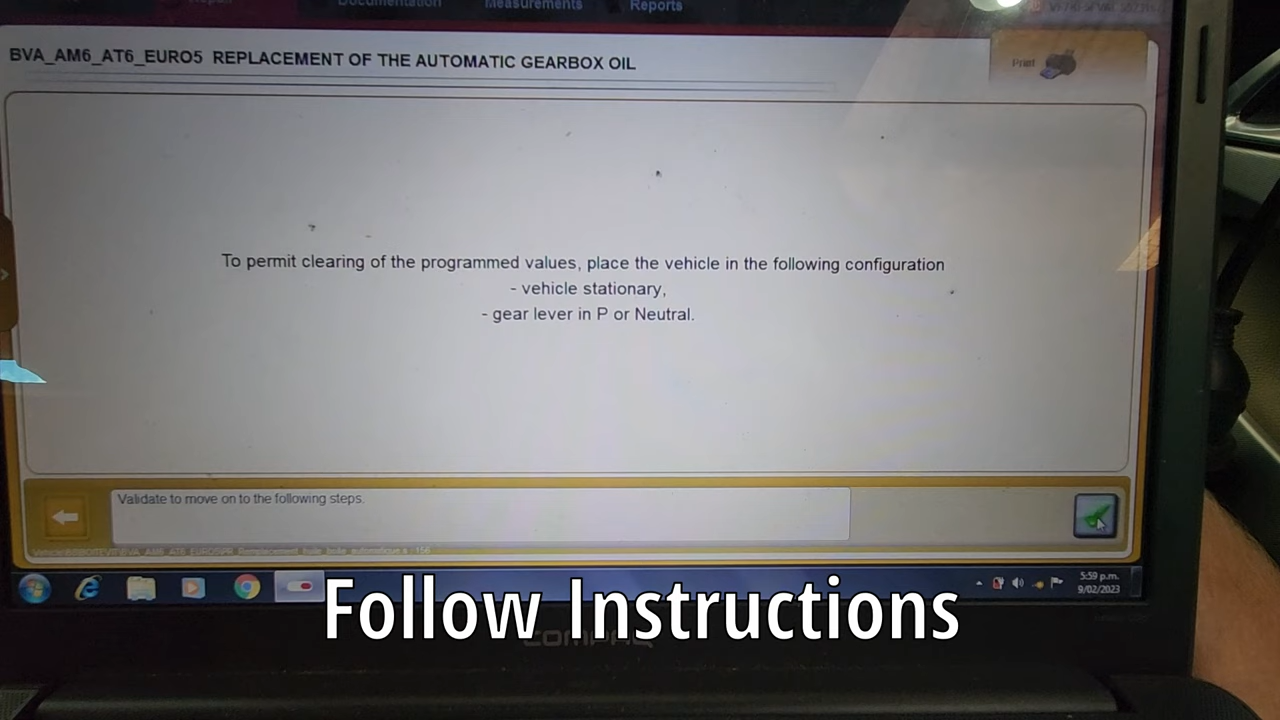 Repair Documentation Measurements Reports
BVA_AM6_AT6_EURO5 REPLACEMENT OF THE AUTOMATIC GEARBOX OIL
Print
To permit clearing of the programmed values, place the vehicle in the following configuration
- vehicle stationary,
- gear lever in P or Neutral.
Validate to move on to the following steps.
5:59 p.m.
9/02/2023
Follow Instructions
COMPAQ